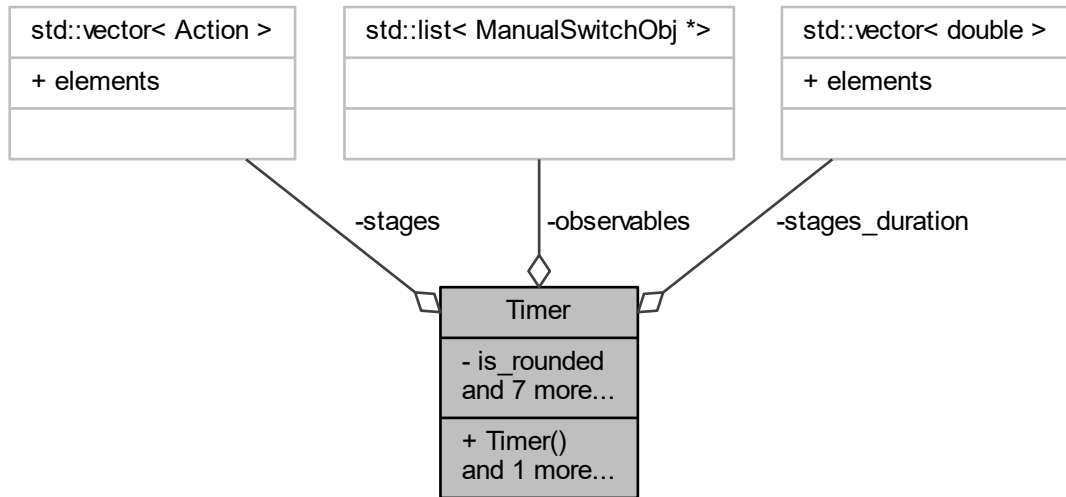 std::vector< Action >
+ elements
std::list< ManualSwitchObj *>
std::vector< double >
+ elements
-stages
-observables
-stages_duration
Timer
- is_rounded
and 7 more...
+ Timer()
and 1 more...